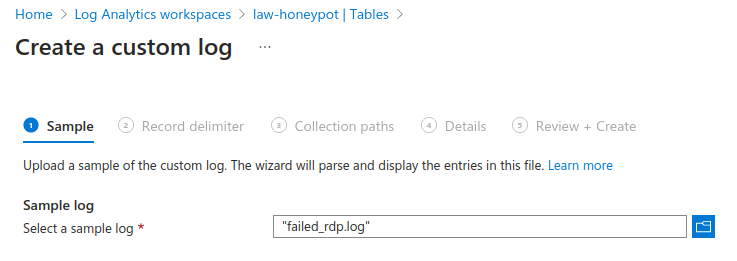 Home > Log Analytics workspaces > law-honeypot | Tables >
Create a custom log ...
1 Sample 2 Record delimiter 3 Collection paths 4 Details 5 Review + Create
Upload a sample of the custom log. The wizard will parse and display the entries in this file. Learn more
Sample log
Select a sample log * "failed_rdp.log"